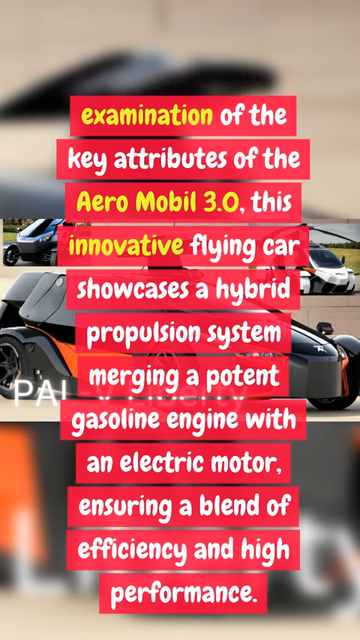 examination of the
key attributes of the
Aero Mobil 3.0, this
innovative flying car
showcases a hybrid
propulsion system
merging a potent
gasoline engine with
an electric motor,
ensuring a blend of
efficiency and high
performance.